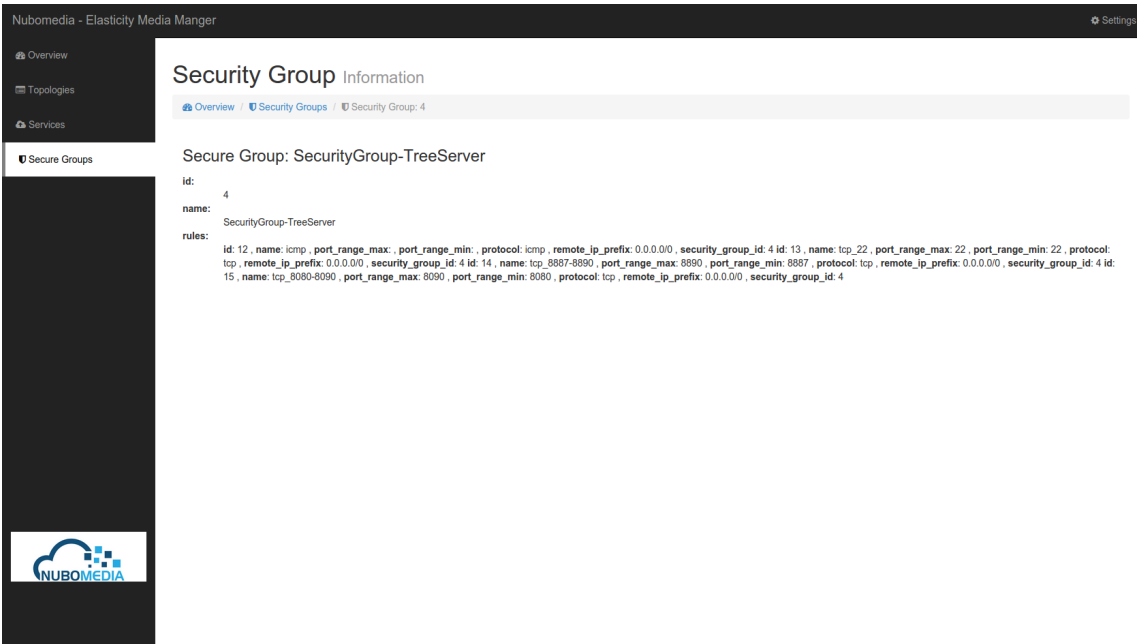 Nubomedia - Elasticity Media Manger
Settings
Overview
Topologies
Services
Secure Groups
Security Group Information
Overview / Security Groups / Security Group: 4
Secure Group: SecurityGroup-TreeServer
id:
4
name:
SecurityGroup-TreeServer
rules:
id: 12 , name: icmp , port_range_max: , port_range_min: , protocol: icmp , remote_ip_prefix: 0.0.0.0/0 , security_group_id: 4 id: 13 , name: tcp_22 , port_range_max: 22 , port_range_min: 22 , protocol:
tcp , remote_ip_prefix: 0.0.0.0/0 , security_group_id: 4 id: 14 , name: tcp_8887-8890 , port_range_max: 8890 , port_range_min: 8887 , protocol: tcp , remote_ip_prefix: 0.0.0.0/0 , security_group_id: 4 id:
15 , name: tcp_8080-8090 , port_range_max: 8090 , port_range_min: 8080 , protocol: tcp , remote_ip_prefix: 0.0.0.0/0 , security_group_id: 4
NUBOMEDIA